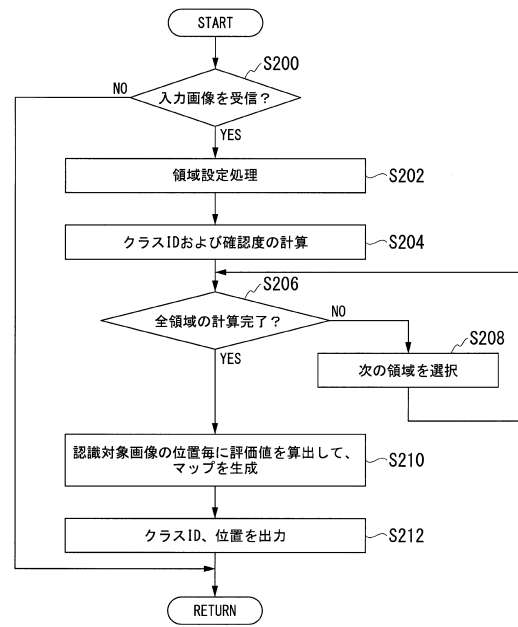 START
S200
NO
入力画像を受信?
YES
領域設定処理
S202
クラスIDおよび確認度の計算
S204
S206
全領域の計算完了?
NO
YES
S208
次の領域を選択
認識対象画像の位置毎に評価値を算出して、
マップを生成
S210
クラスID、位置を出力
S212
RETURN